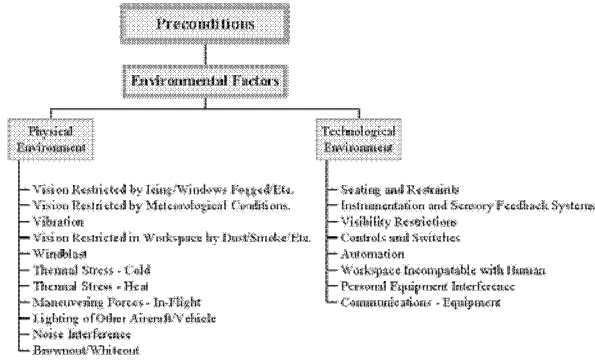 Preconditions
Environmental Factors
Physical
Environment
Technological
Environment
Vision Restricted by Icing/Windows Fogged/Etc.
Vision Restricted by Meteorological Conditions.
Vibration
Vision Restricted in Workspace by Dust/Smoke/Etc.
Windblast
Thermal Stress - Cold
Thermal Stress - Heat
Maneuvering Forces - In-Flight
Lighting of Other Aircraft/Vehicle
Noise Interference
Brownout/Whiteout
Seating and Restraints
Instrumentation and Sensory Feedback Systems
Visibility Restrictions
Controls and Switches
Automation
Workspace Incompatable with Human
Personal Equipment Interference
Communications - Equipment